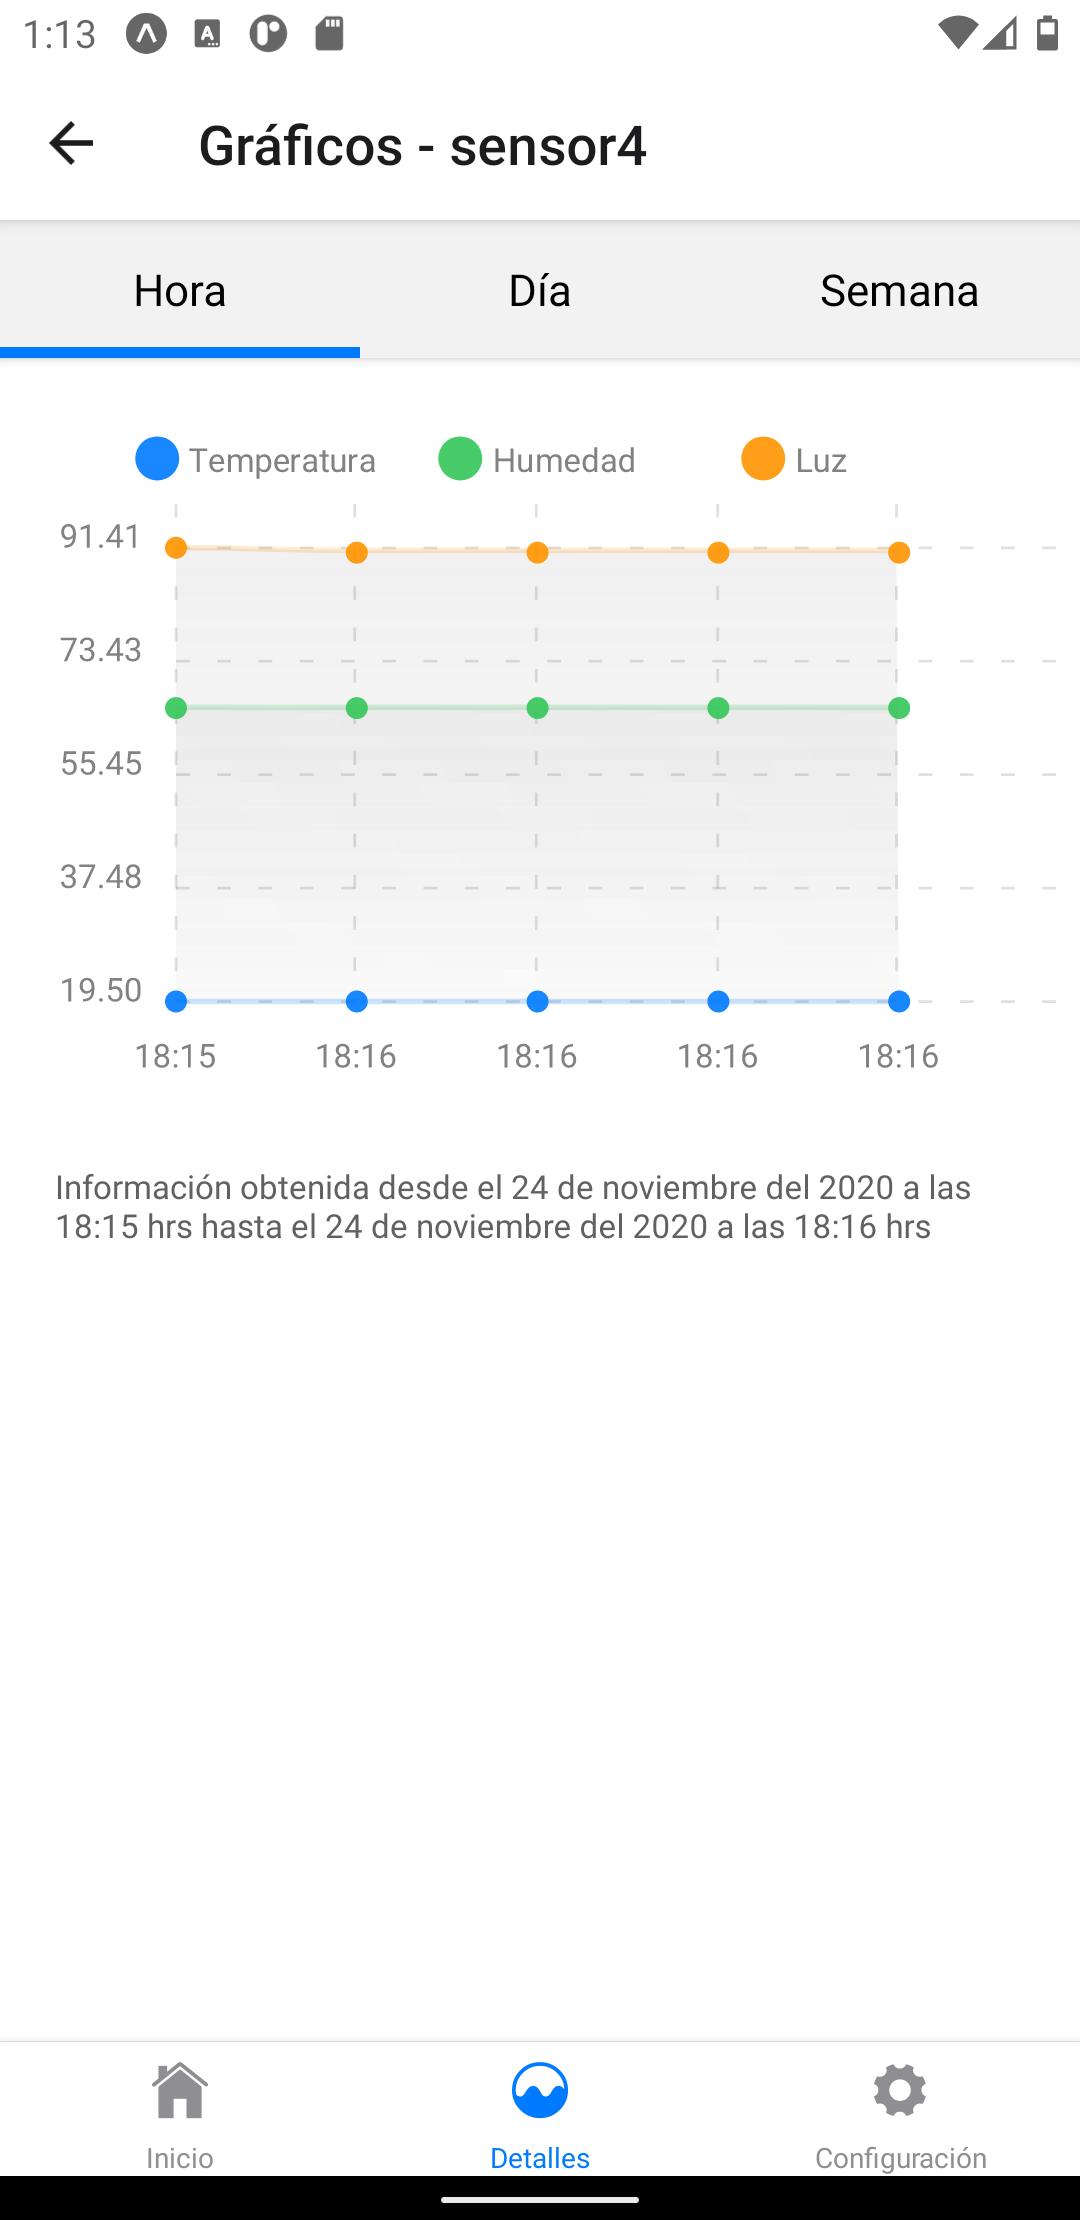 1:13
Gráficos - sensor4
Hora Día Semana
Temperatura Humedad Luz
91.41
73.43
55.45
37.48
19.50
18:15 18:16 18:16 18:16 18:16
Información obtenida desde el 24 de noviembre del 2020 a las
18:15 hrs hasta el 24 de noviembre del 2020 a las 18:16 hrs
Inicio Detalles Configuración